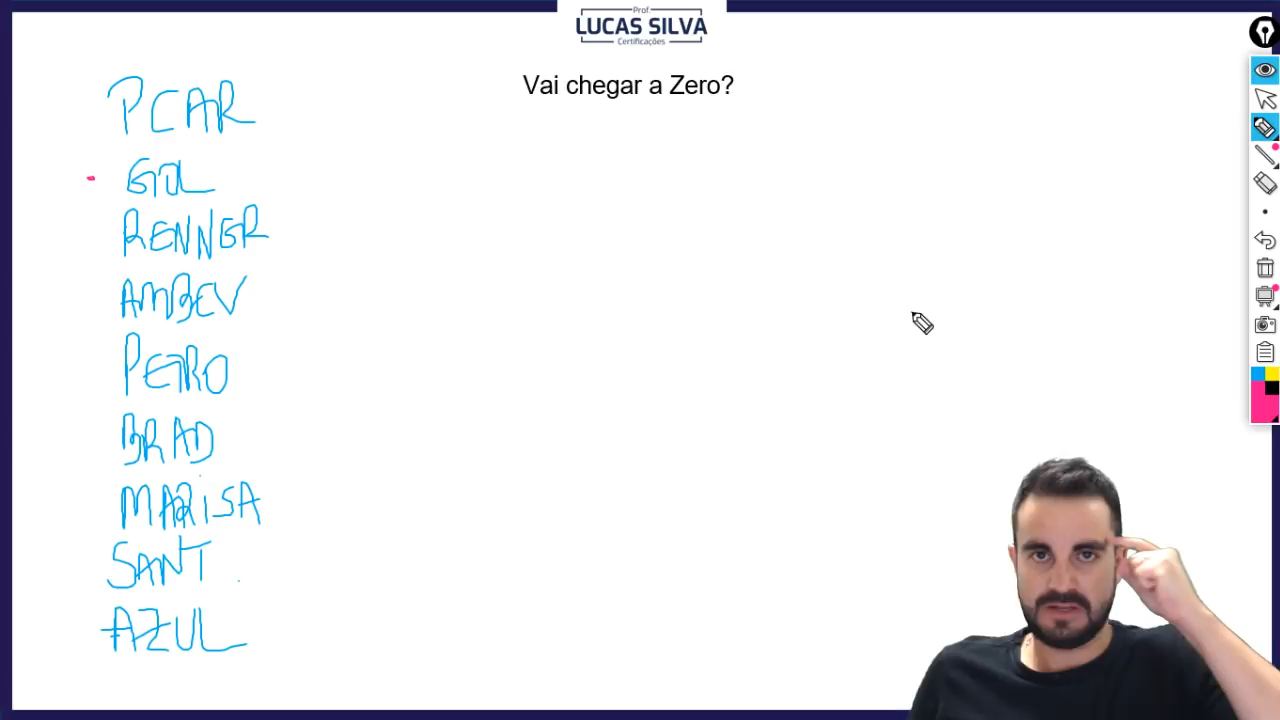 Prof.
LUCAS SILVA
Certificações
Vai chegar a Zero?
PCAR
GOL
RENNER
AMBEV
PETRO
BRAD
MARISA
SANT
AZUL